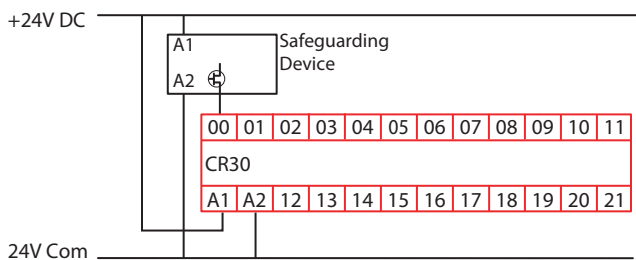 +24V DC
A1 Safeguarding
Device
A2
00 01 02 03 04 05 06 07 08 09 10 11
CR30
A1 A2 12 13 14 15 16 17 18 19 20 21
24V Com